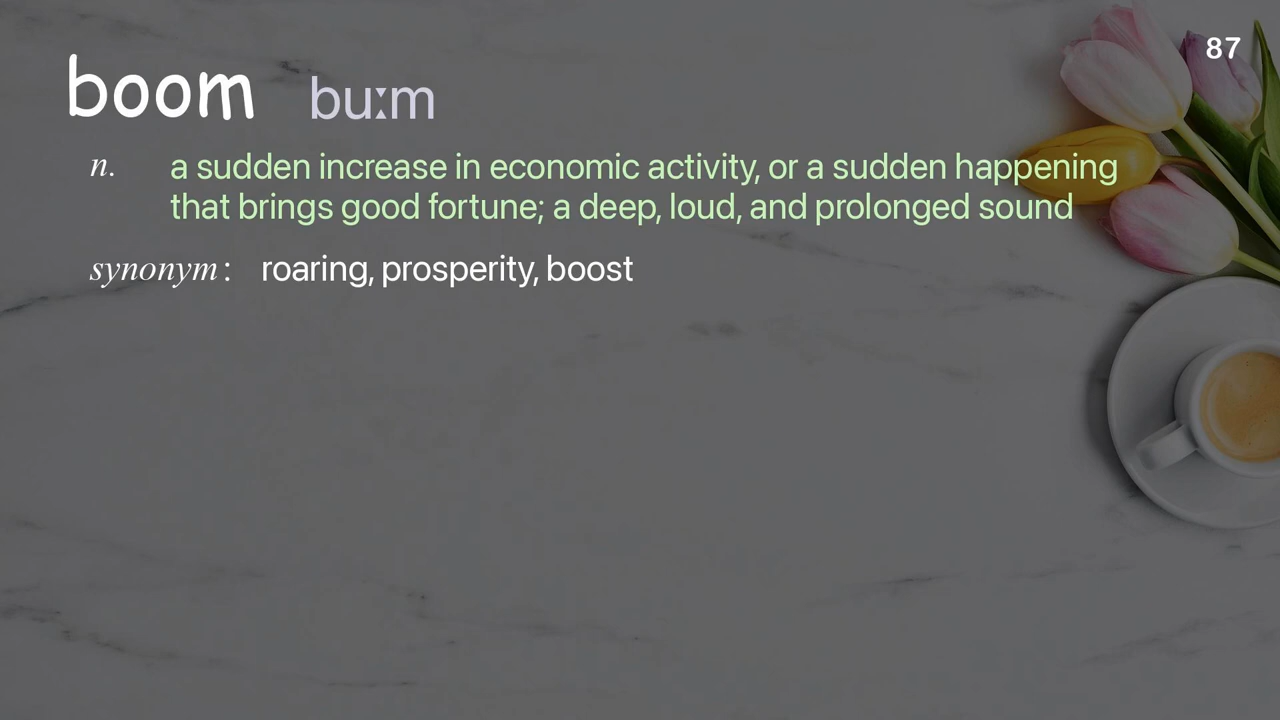 87
boom buːm
n. a sudden increase in economic activity, or a sudden happening
that brings good fortune; a deep, loud, and prolonged sound
synonym : roaring, prosperity, boost